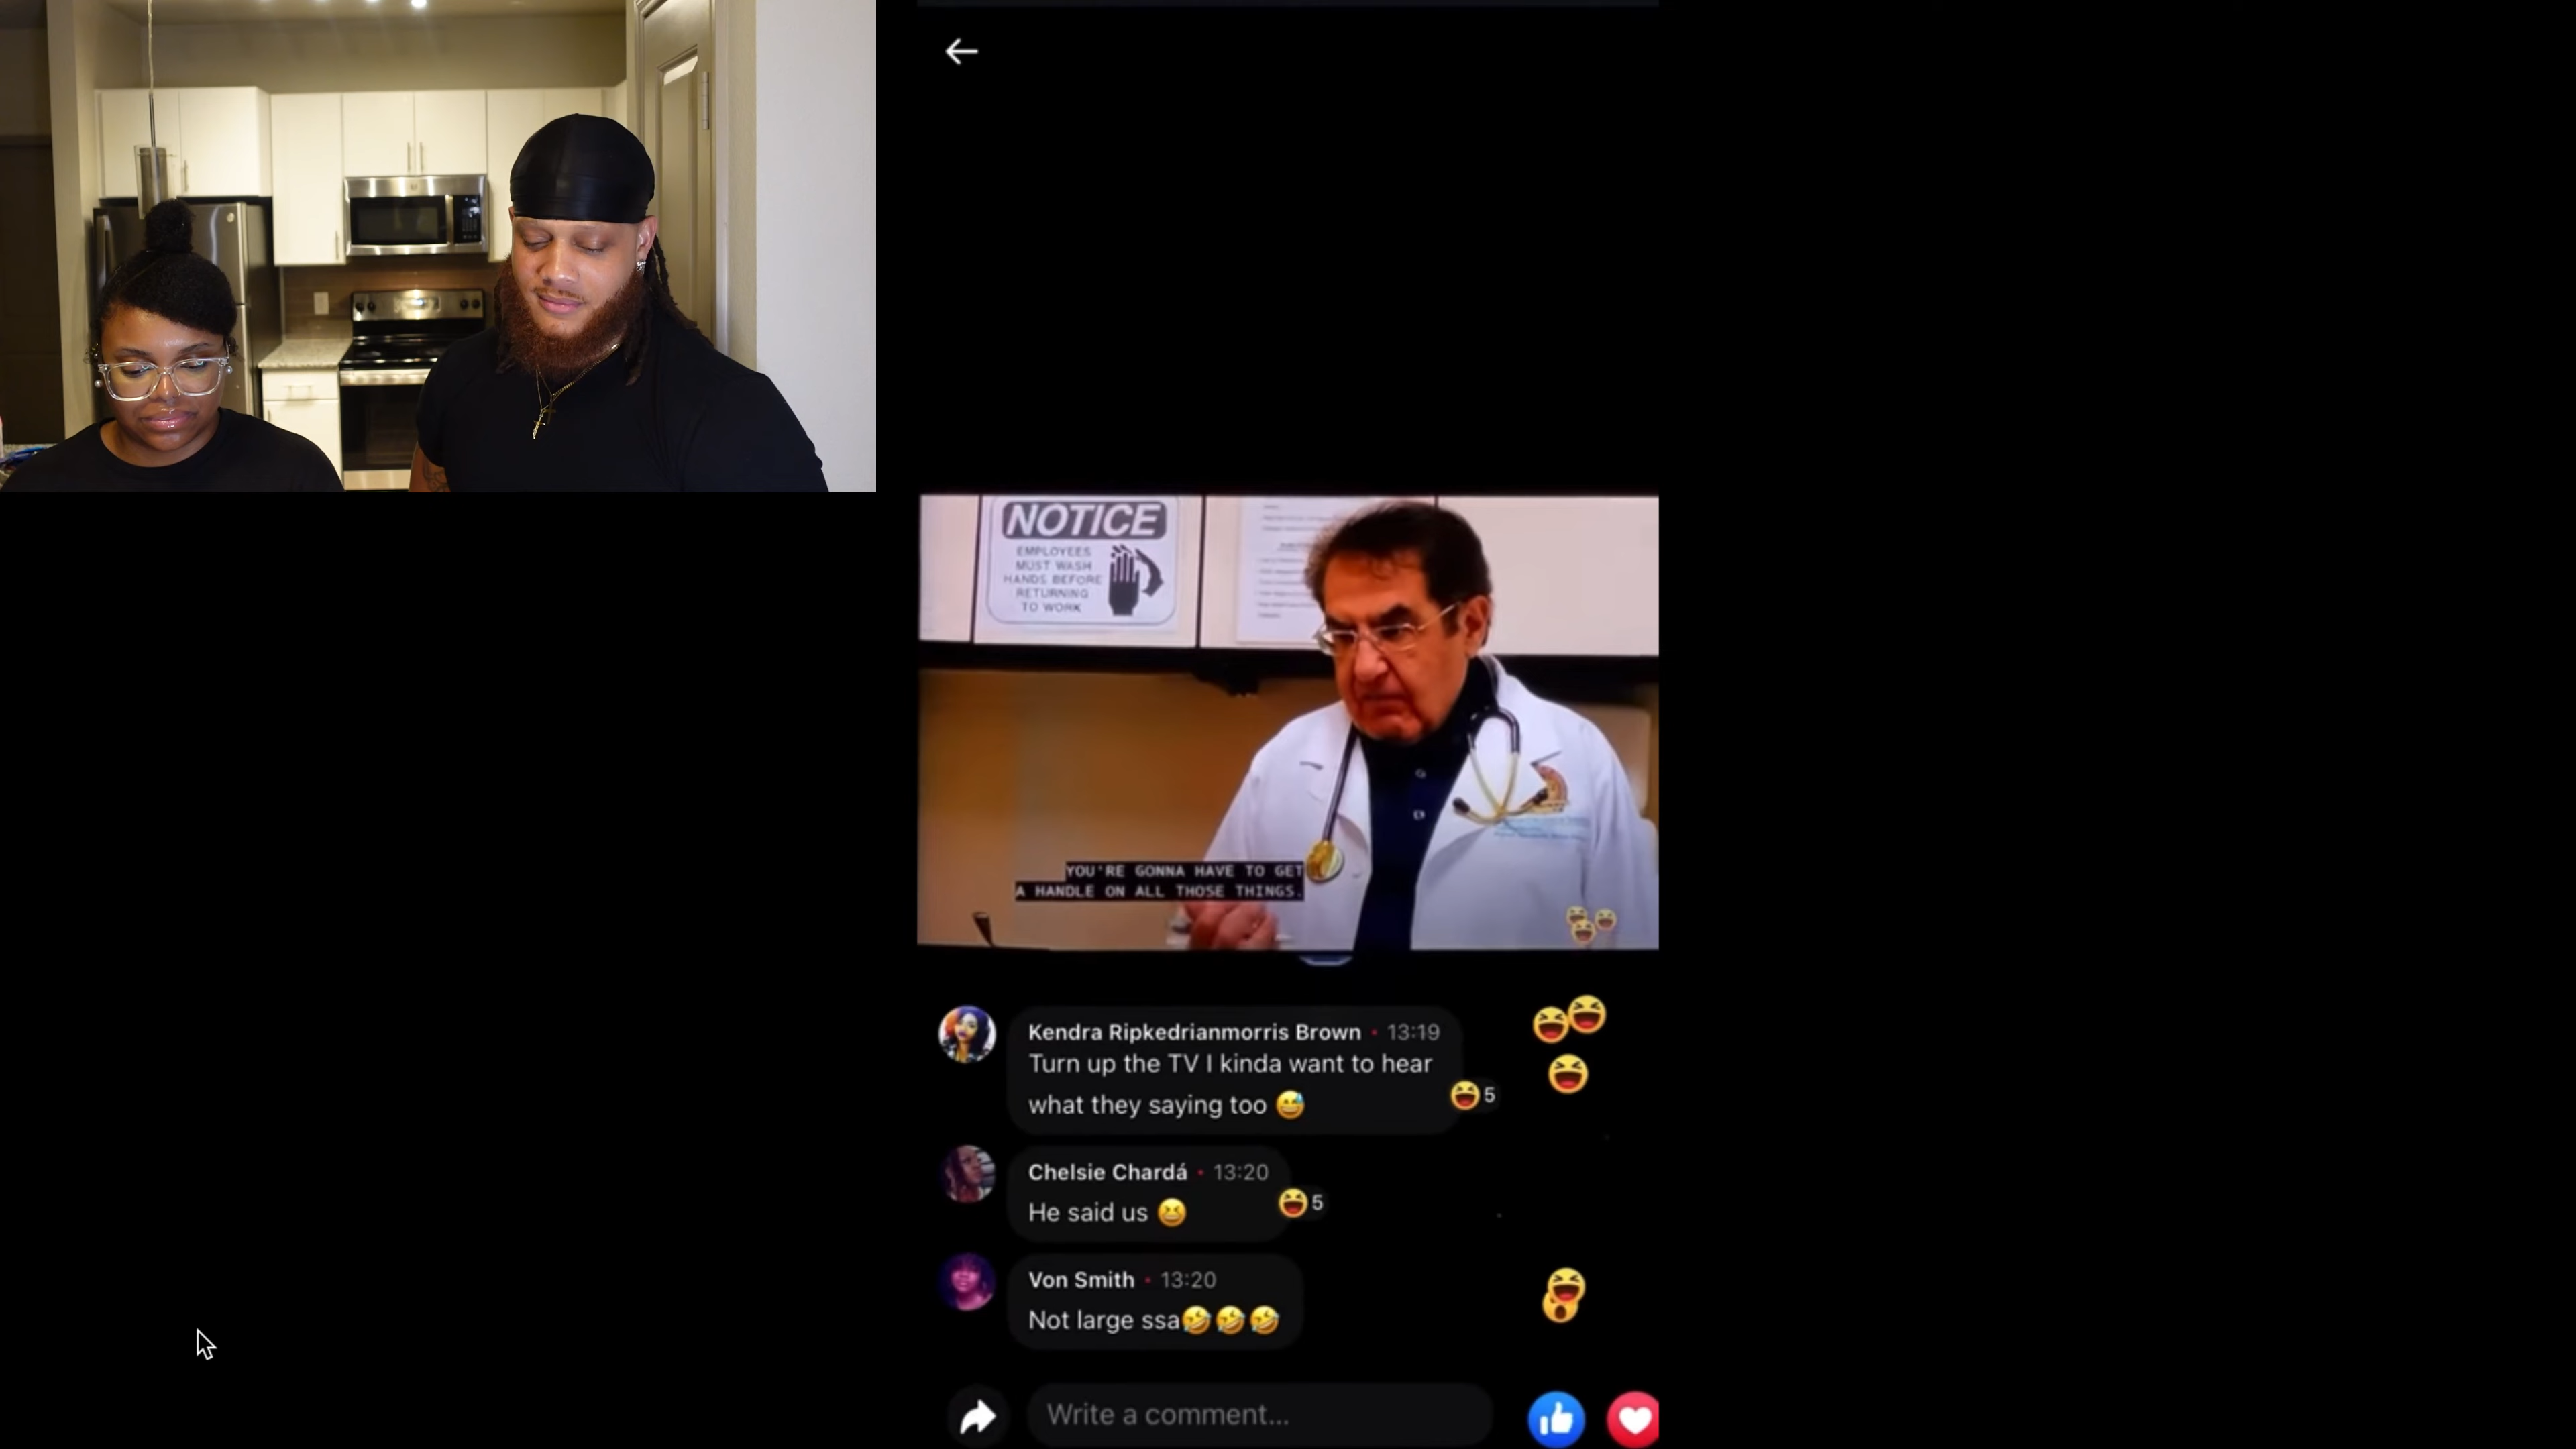 NOTICE
EMPLOYEES
MUST WASH
HANDS BEFORE
RETURNING
TO WORK
YOU'RE GONNA HAVE TO GET
A HANDLE ON ALL THOSE THINGS.
Kendra Ripkedrianmorris Brown • 13:19
Turn up the TV I kinda want to hear
what they saying too 😅
5
Chelsie Chardá • 13:20
He said us 😆
5
Von Smith • 13:20
Not large ssa🤣🤣🤣
Write a comment...